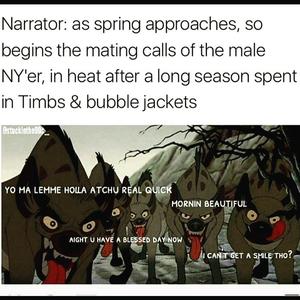 Narrator: as spring approaches, so
begins the mating calls of the male
NY'er, in heat after a long season spent
in Timbs & bubble jackets
YO MA LEMME HOLLA ATCHU REAL QUICK
MORNIN BEAUTIFUL
AIGHT U HAVE A BLESSED DAY NOW
I CAN'T GET A SMILE THO?